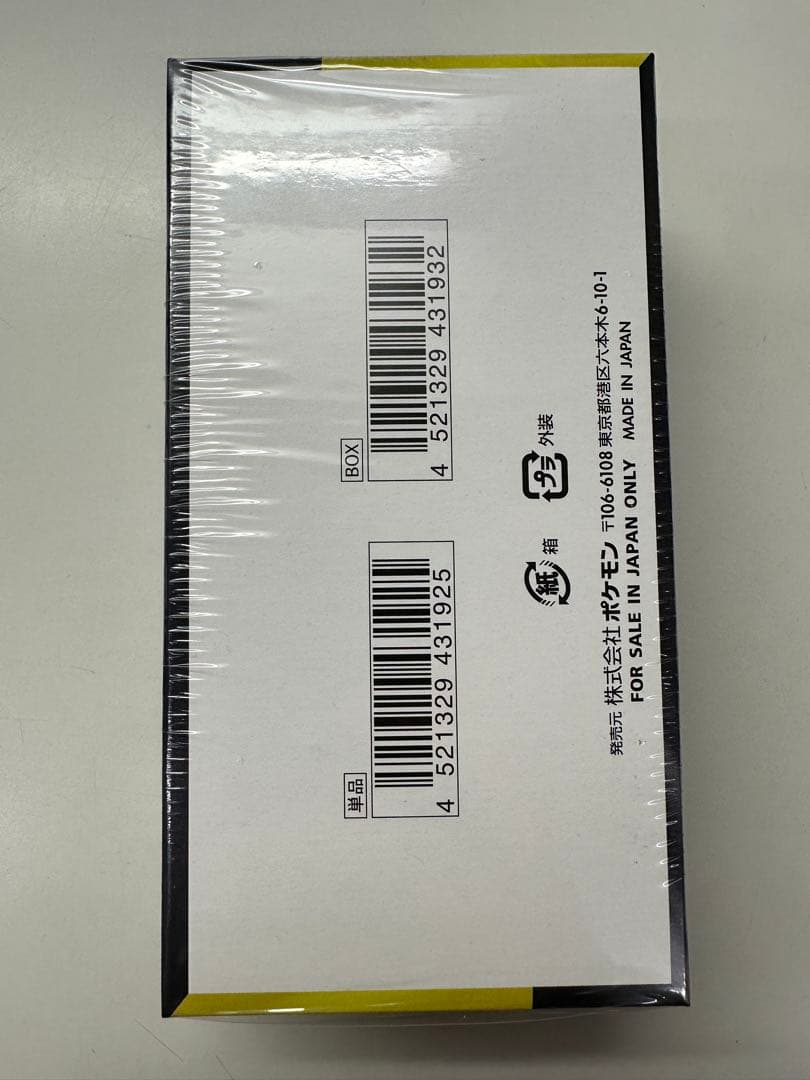 単品
4 521329 431925
BOX
4 521329 431932
紙 箱
プラ 外装
発売元 株式会社ポケモン 〒106-6108 東京都港区六本木6-10-1
FOR SALE IN JAPAN ONLY MADE IN JAPAN